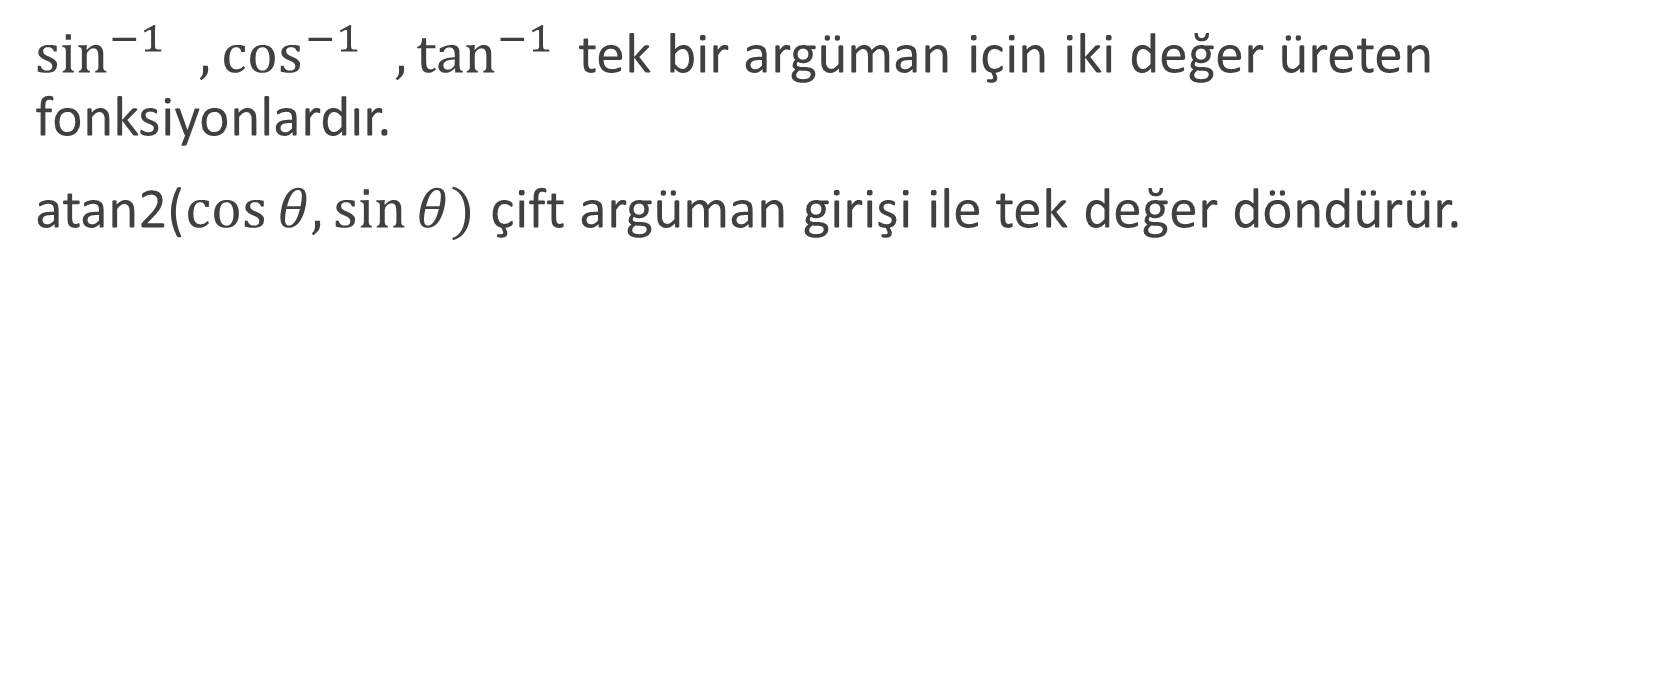 sin⁻¹ , cos⁻¹ , tan⁻¹ tek bir argüman için iki değer üreten
fonksiyonlardır.
atan2(cos θ, sin θ) çift argüman girişi ile tek değer döndürür.